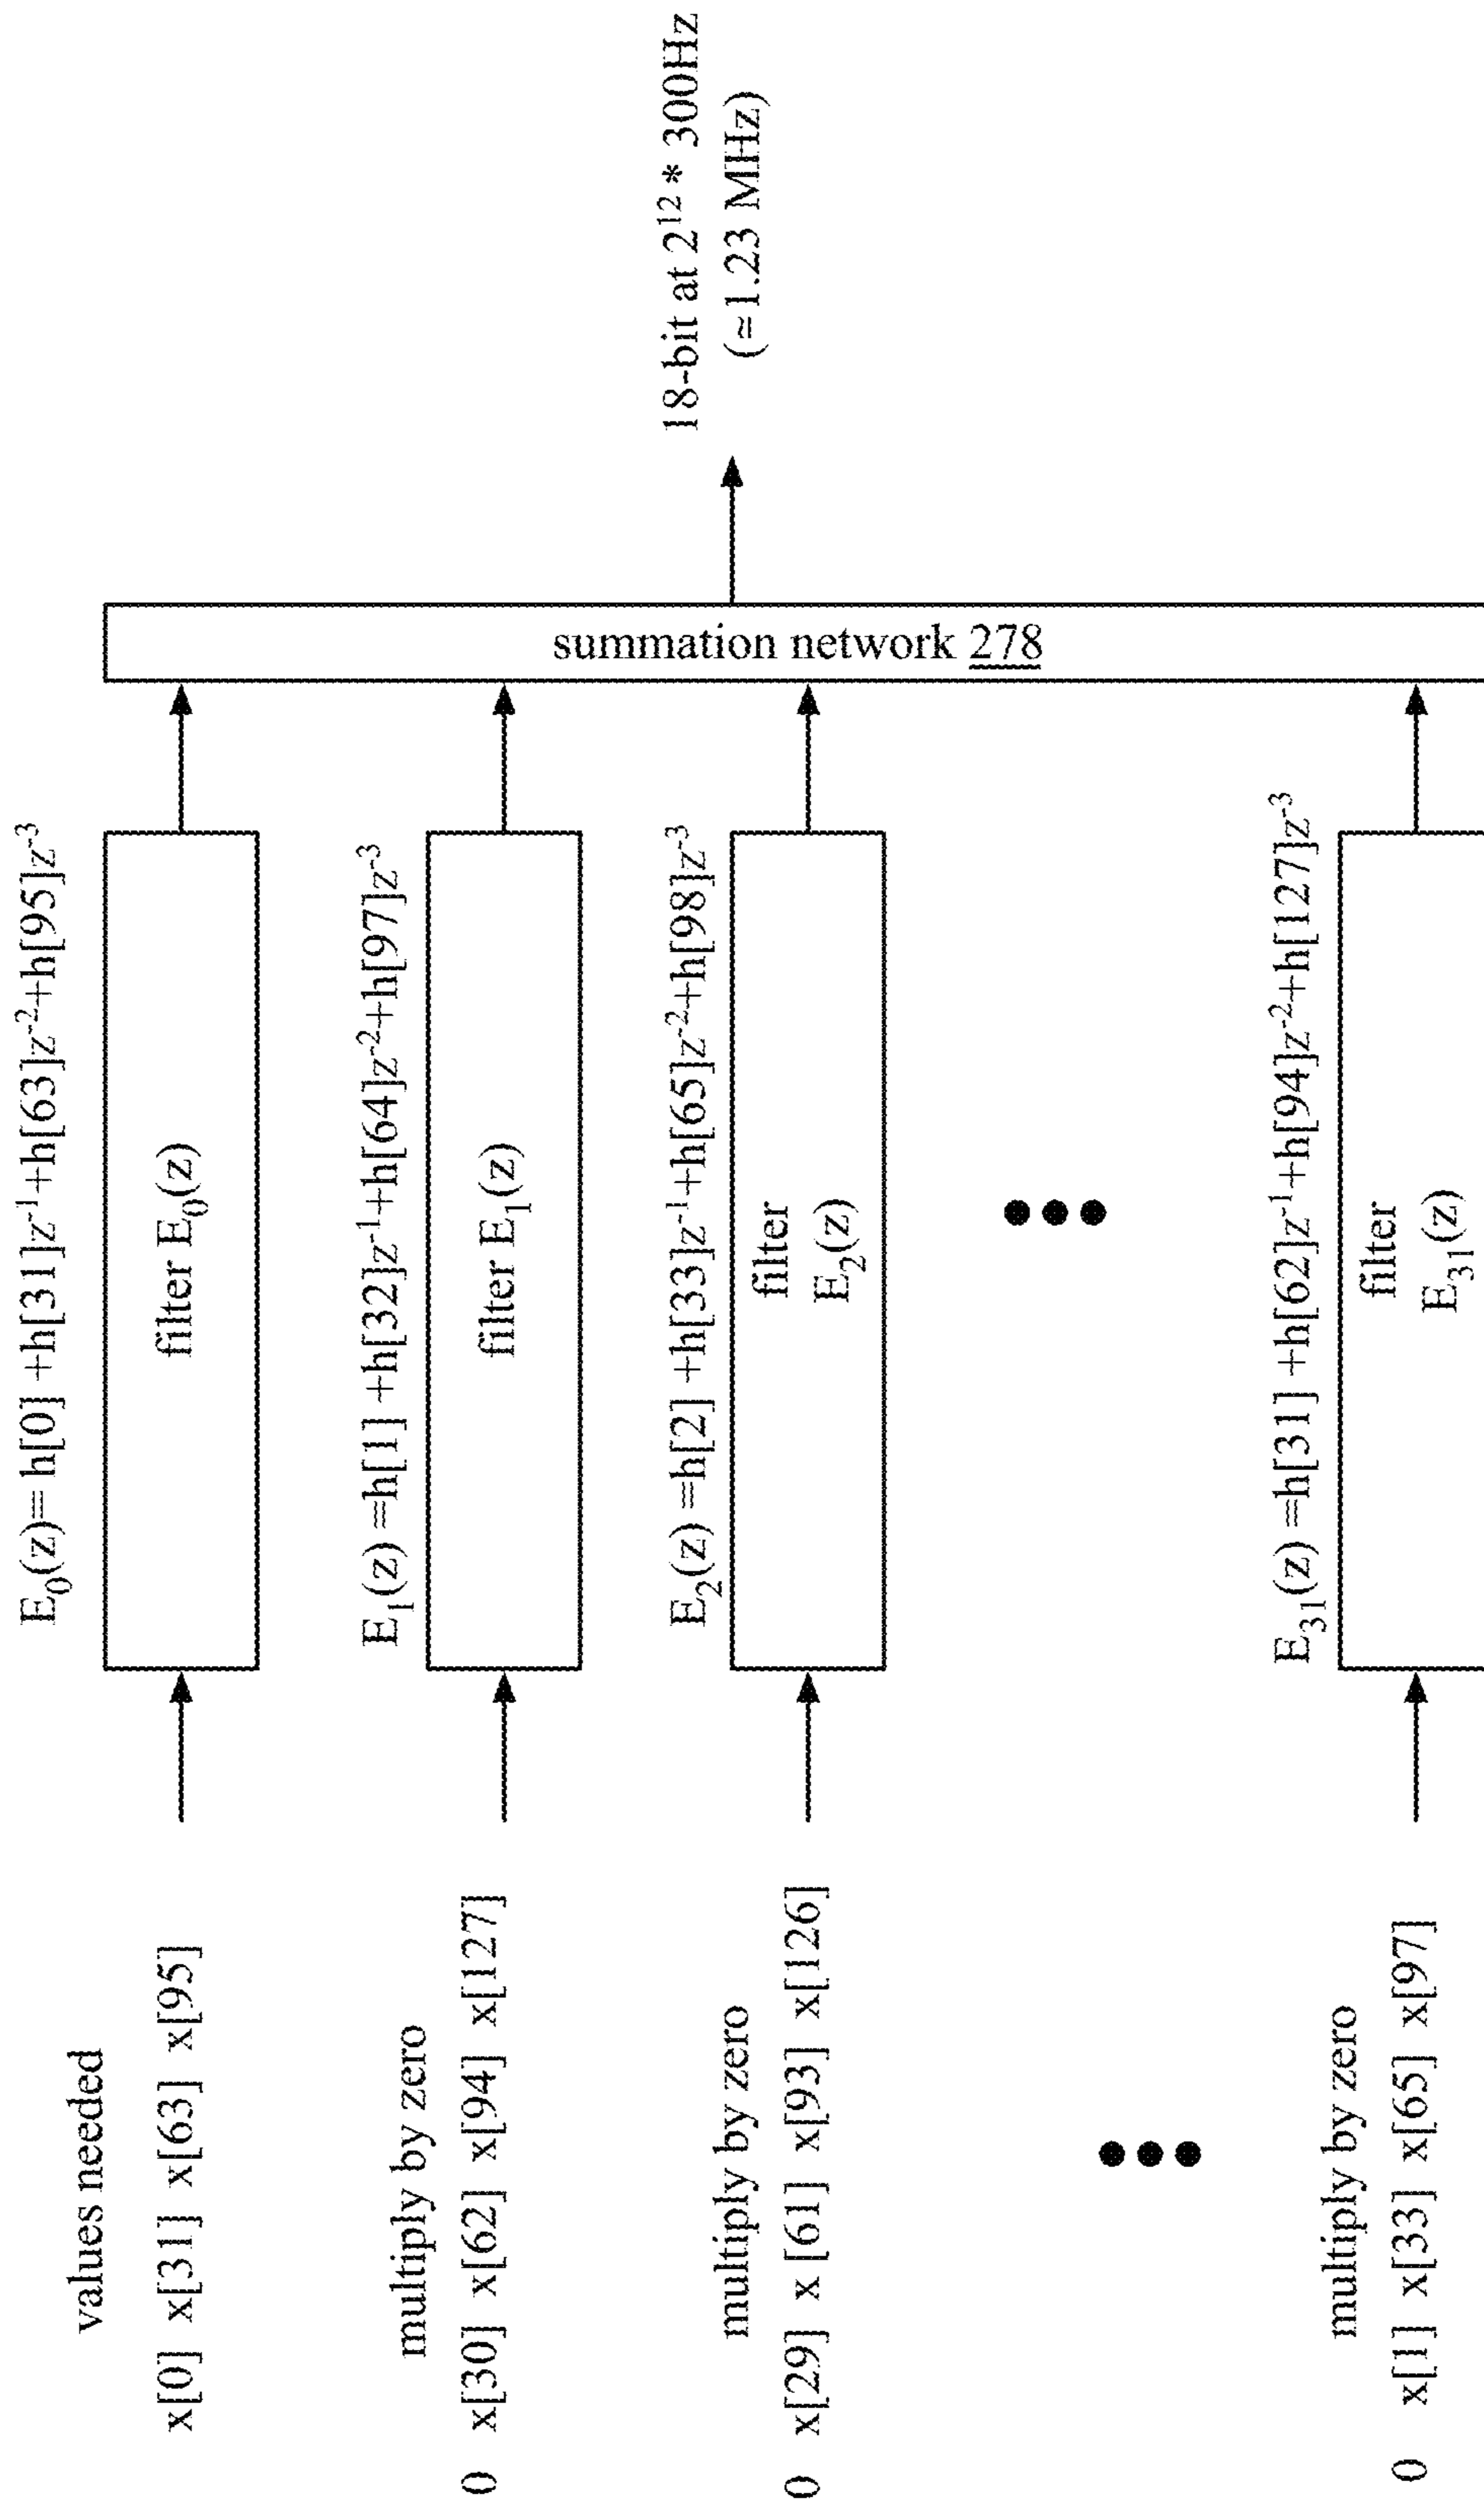 E₀(z)= h[0] +h[31]z⁻¹+h[63]z⁻²+h[95]z⁻³
values needed
x[0] x[31] x[63] x[95]
filter E₀(z)
E₁(z) =h[1] +h[32]z⁻¹+h[64]z⁻²+h[97]z⁻³
multiply by zero
0 x[30] x[62] x[94] x[127]
filter E₁(z)
E₂(z) =h[2] +h[33]z⁻¹+h[65]z⁻²+h[98]z⁻³
multiply by zero
0 x[29] x [61] x[93] x[126]
filter
E₂(z)
E₃₁(z) =h[31] +h[62]z⁻¹+h[94]z⁻²+h[127]z⁻³
multiply by zero
0 x[1] x[33] x[65] x[97]
filter
E₃₁(z)
summation network 278
18-bit at 2¹² * 300Hz
(≃1.23 MHz)